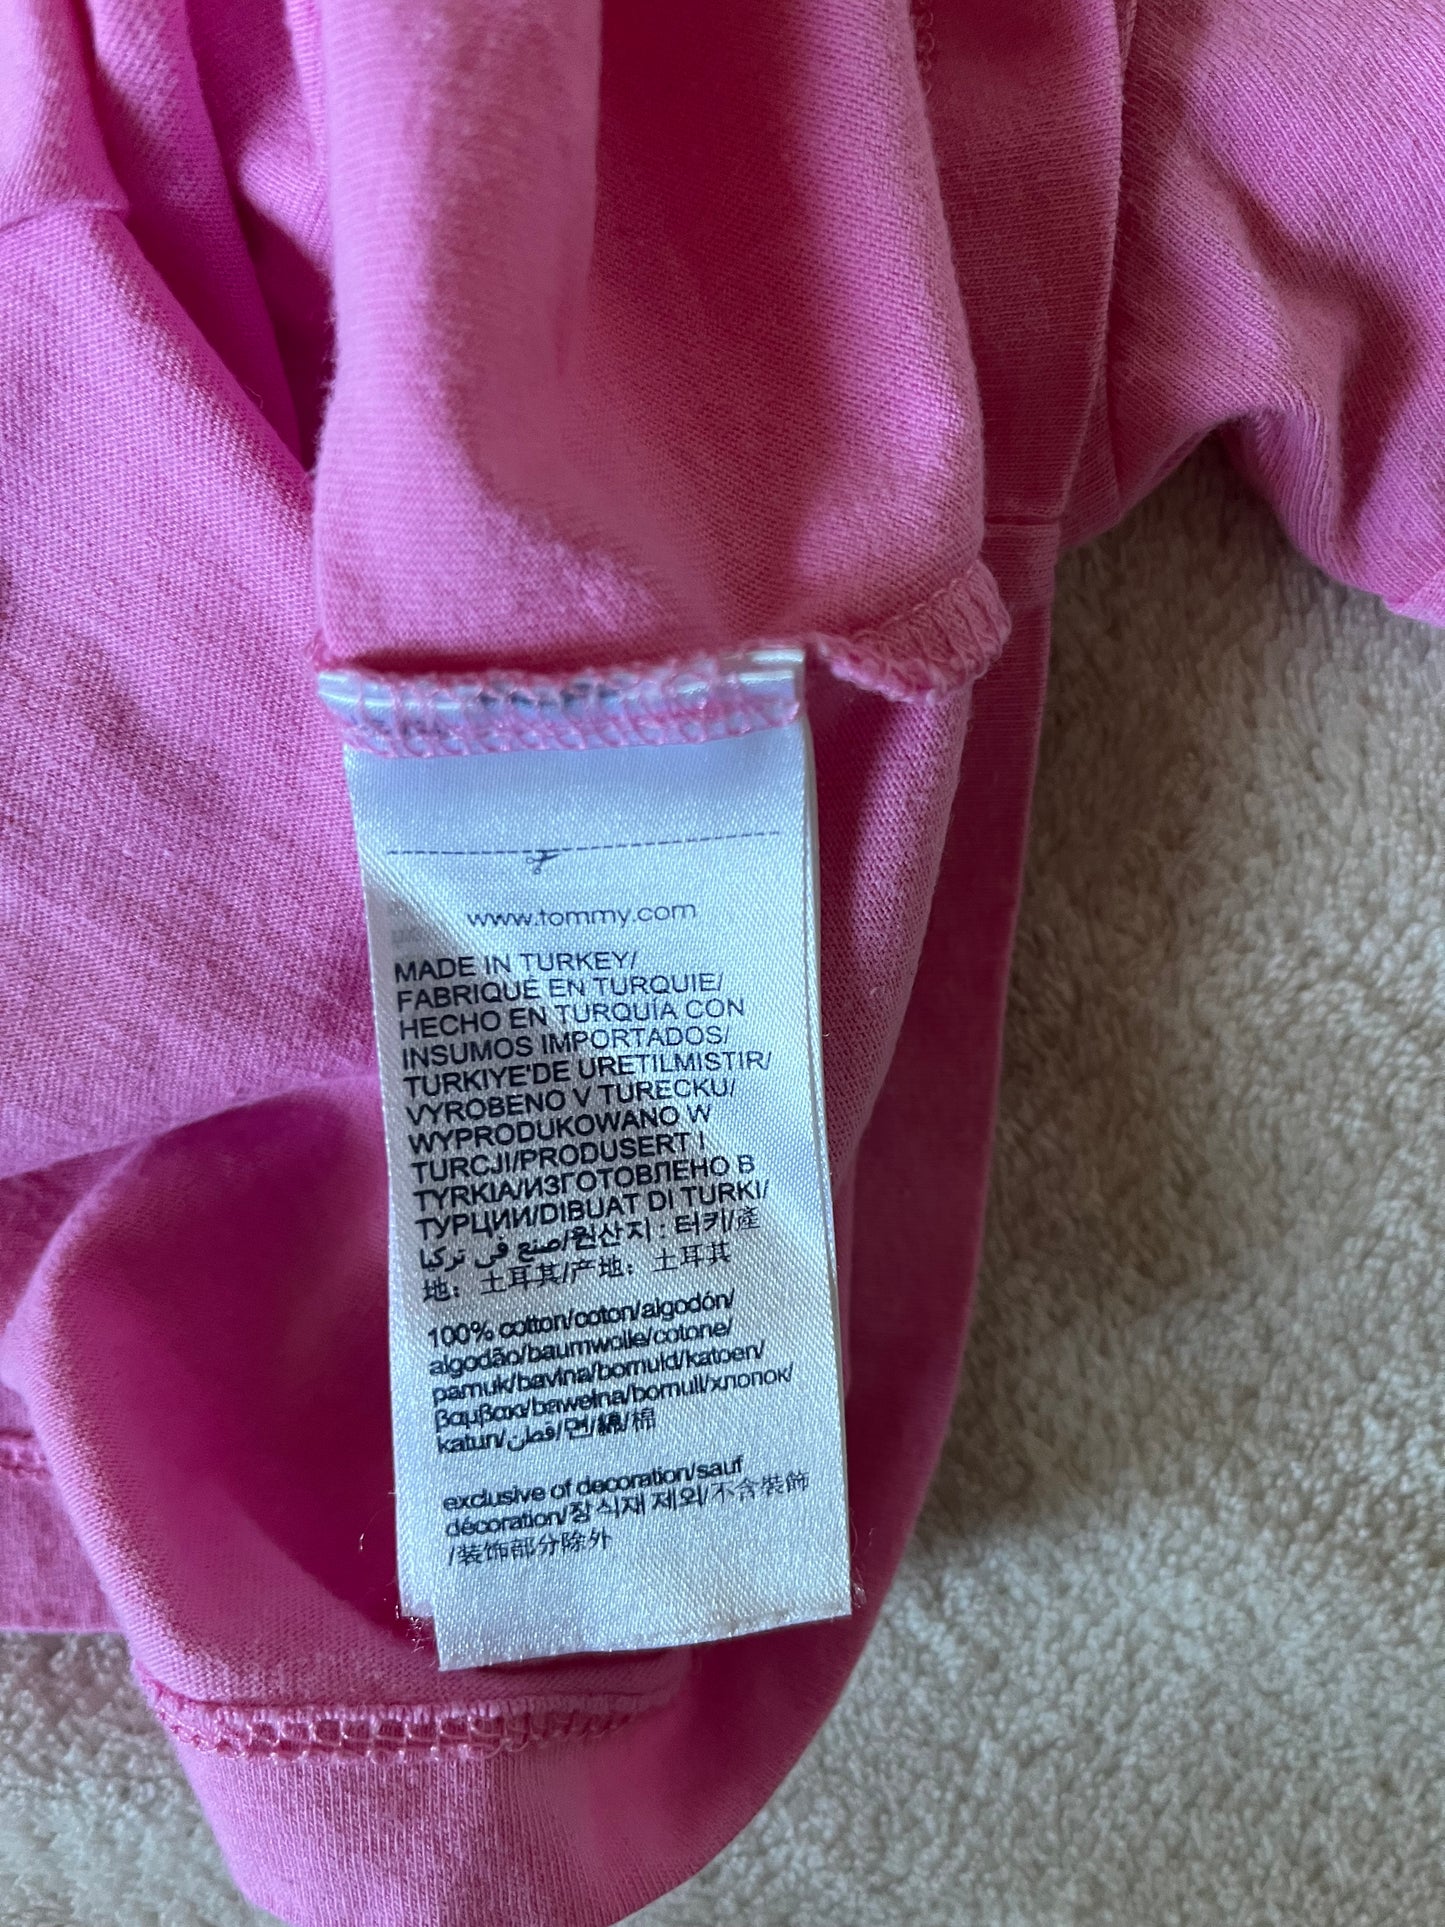 www.tommy.com
MADE IN TURKEY/
FABRIQUÉ EN TURQUIE/
HECHO EN TURQUÍA CON
INSUMOS IMPORTADOS/
TURKIYE'DE URETILMISTIR/
VYROBENO V TURECKU/
WYPRODUKOWANO W
TURCJI/PRODUSERT I
TYRKIA/ИЗГОТОВЛЕНО В
ТУРЦИИ/DIBUAT DI TURKI/
صنع في تركيا/원산지 : 터키/產
地：土耳其/产地：土耳其
100% cotton/coton/algodón/
algodão/baumwolle/cotone/
pamuk/bavlna/bomuld/katoen/
βαμβακι/bawełna/bomull/хлопок/
katun/قطن/면/綿/棉
exclusive of decoration/sauf
décoration/장식재 제외/不含裝飾
/装饰部分除外